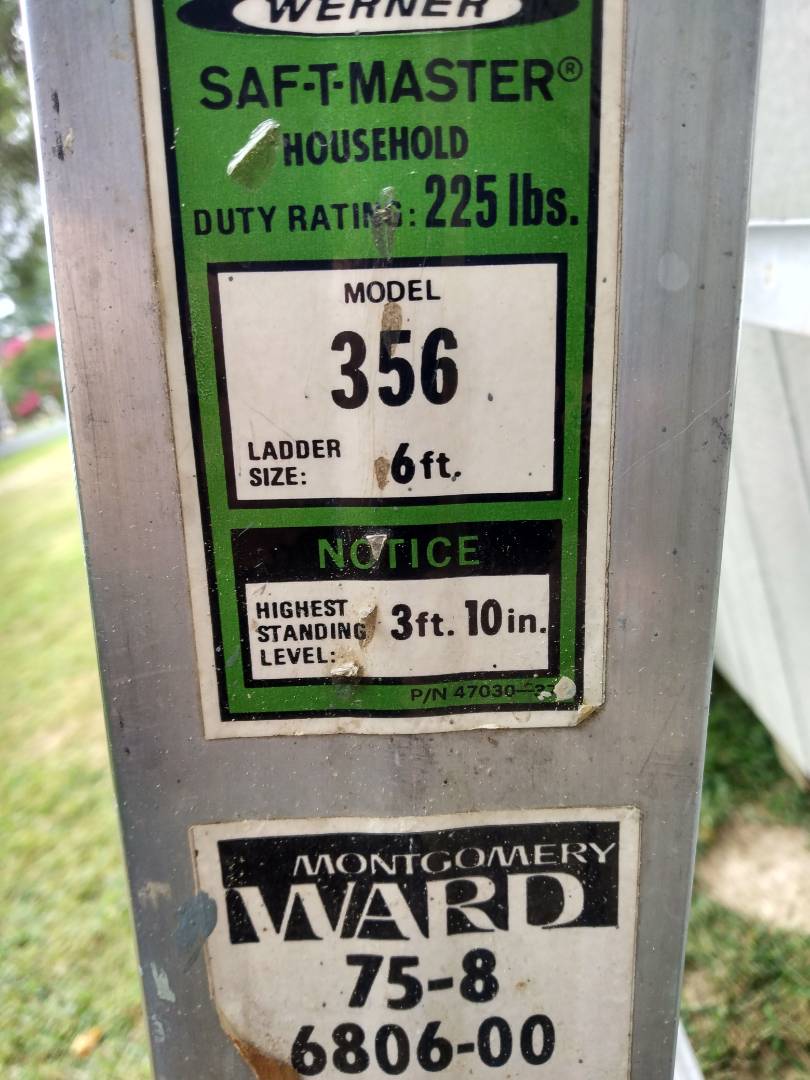 WERNER
SAF-T-MASTER®
HOUSEHOLD
DUTY RATING: 225 lbs.
MODEL
356
LADDER
SIZE: 6 ft.
NOTICE
HIGHEST
STANDING 3 ft. 10 in.
LEVEL:
P/N
MONTGOMERY
WARD
75-8
6806-00